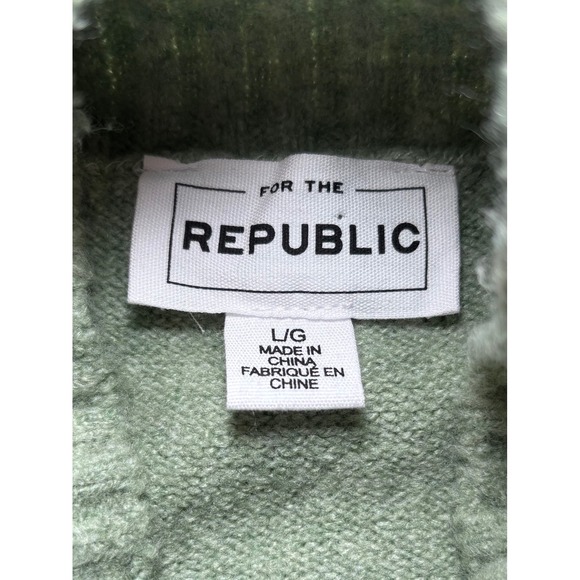 FOR THE
REPUBLIC
L/G
MADE IN
CHINA
FABRIQUÉ EN
CHINE